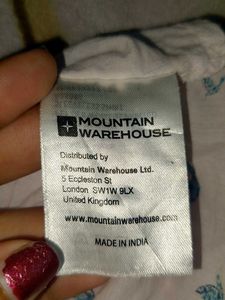 MOUNTAIN
WAREHOUSE
Distributed by
Mountain Warehouse Ltd.
5 Eccleston St
London SW1W 9LX
United Kingdom
www.mountainwarehouse.com
MADE IN INDIA